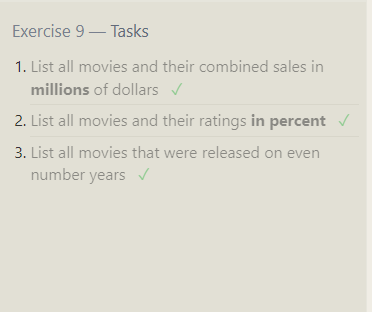 Exercise 9 — Tasks
1. List all movies and their combined sales in
millions of dollars ✓
2. List all movies and their ratings in percent ✓
3. List all movies that were released on even
number years ✓